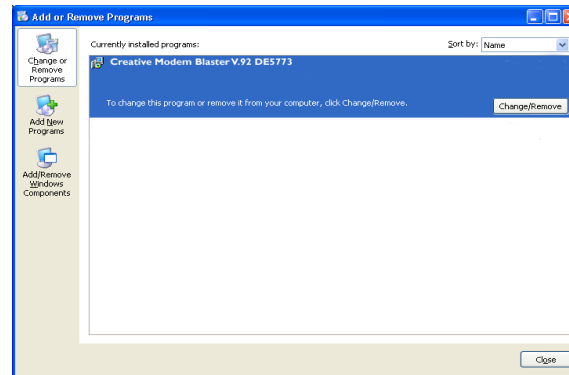 Add or Remove Programs
Change or
Remove
Programs
Currently installed programs:
Sort by: Name
Creative Modem Blaster V.92 DE5773
To change this program or remove it from your computer, click Change/Remove.
Change/Remove
Add New
Programs
Add/Remove
Windows
Components
Close